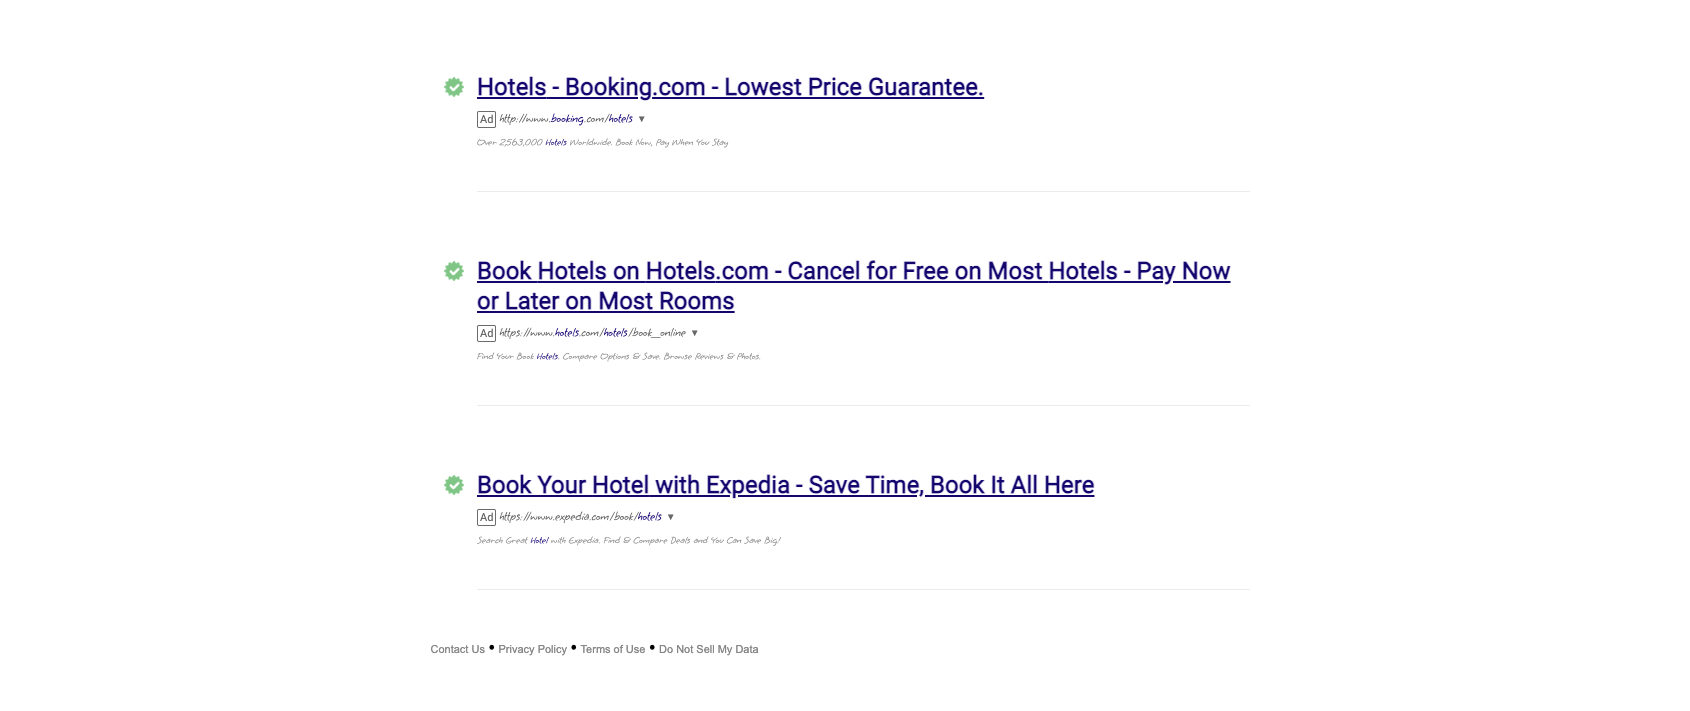 Hotels - Booking.com - Lowest Price Guarantee.
Ad http://www.booking.com/hotels ▼
Over 2,563,000 Hotels Worldwide. Book Now, Pay When You Stay
Book Hotels on Hotels.com - Cancel for Free on Most Hotels - Pay Now
or Later on Most Rooms
Ad https://www.hotels.com/hotels/book_online ▼
Find Your Book Hotels. Compare Options & Save. Browse Reviews & Photos.
Book Your Hotel with Expedia - Save Time, Book It All Here
Ad https://www.expedia.com/book/hotels ▼
Search Great Hotel with Expedia. Find & Compare Deals and You Can Save Big!
Contact Us • Privacy Policy • Terms of Use • Do Not Sell My Data